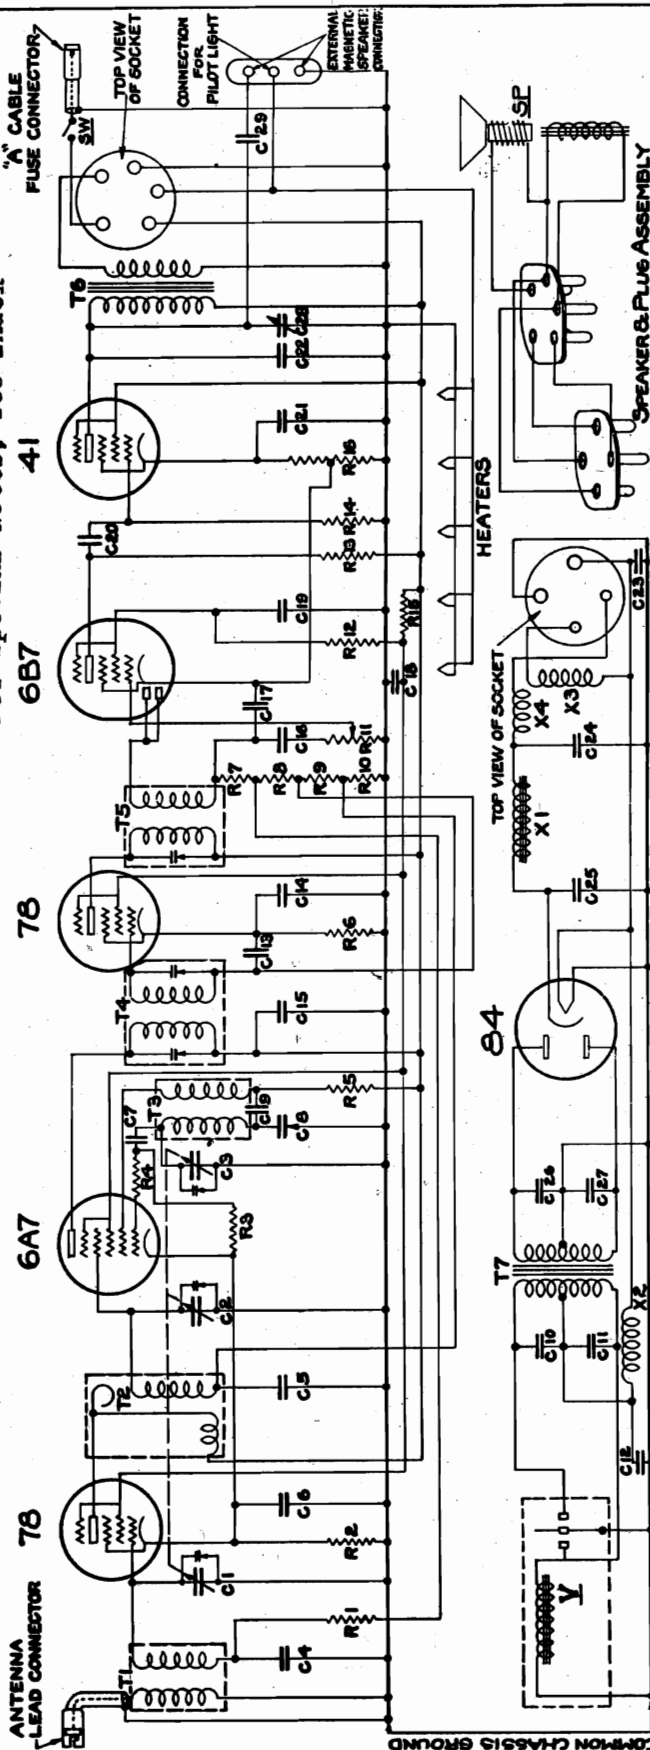 ANTENNA
LEAD CONNECTOR
78
6A7
78
6B7
41
"A" CABLE
FUSE CONNECTOR
SW
TOP VIEW
OF SOCKET
CONNECTION
FOR
PILOT LIGHT
EXTERNAL
MAGNETIC
SPEAKER
T1
C4
R1
C1
R2
C6
T2
C5
C2
R3
R4
C7
C3
T3
C8
C9
R5
T4
C15
C13
R6
C14
T5
R7
R8
R9
R10
C16
R11
C17
R12
C19
C18
R15
C20
R13
R14
R16
C21
C22
C28
T6
C29
HEATERS
V
C12
X2
C10
C11
T7
C26
C27
84
C25
X1
C24
X4
X3
TOP VIEW OF SOCKET
C23
SP
SPEAKER & PLUG ASSEMBLY
COMMON CHASSIS GROUND